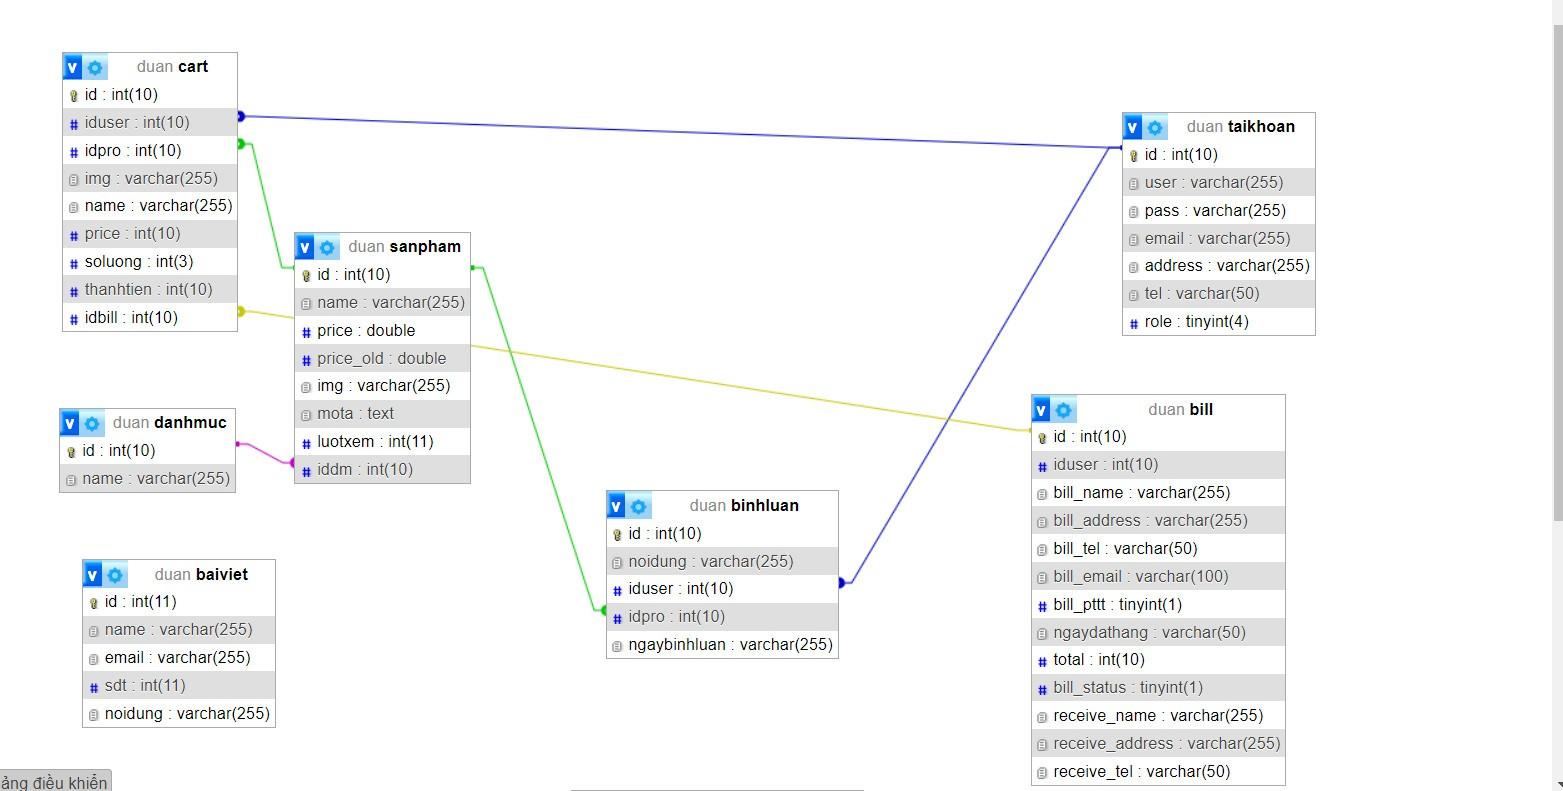 duan cart
id : int(10)
iduser : int(10)
idpro : int(10)
img : varchar(255)
name : varchar(255)
price : int(10)
soluong : int(3)
thanhtien : int(10)
idbill : int(10)
duan sanpham
id : int(10)
name : varchar(255)
price : double
price_old : double
img : varchar(255)
mota : text
luotxem : int(11)
iddm : int(10)
duan taikhoan
id : int(10)
user : varchar(255)
pass : varchar(255)
email : varchar(255)
address : varchar(255)
tel : varchar(50)
role : tinyint(4)
duan danhmuc
id : int(10)
name : varchar(255)
duan bill
id : int(10)
iduser : int(10)
bill_name : varchar(255)
bill_address : varchar(255)
bill_tel : varchar(50)
bill_email : varchar(100)
bill_pttt : tinyint(1)
ngaydathang : varchar(50)
total : int(10)
bill_status : tinyint(1)
receive_name : varchar(255)
receive_address : varchar(255)
receive_tel : varchar(50)
duan binhluan
id : int(10)
noidung : varchar(255)
iduser : int(10)
idpro : int(10)
ngaybinhluan : varchar(255)
duan baiviet
id : int(11)
name : varchar(255)
email : varchar(255)
sdt : int(11)
noidung : varchar(255)
ảng điều khiển